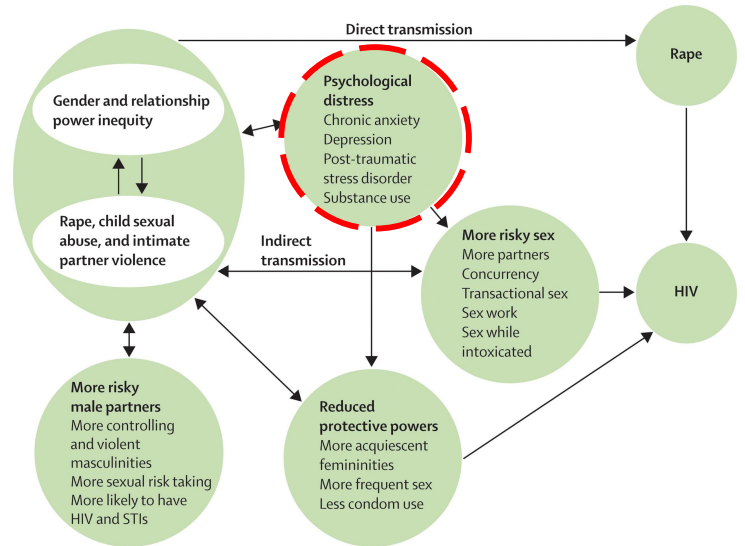 Direct transmission
Rape
Gender and relationship
power inequity
Psychological
distress
Chronic anxiety
Depression
Post-traumatic
stress disorder
Substance use
Rape, child sexual
abuse, and intimate
partner violence
Indirect
transmission
More risky sex
More partners
Concurrency
Transactional sex
Sex work
Sex while
intoxicated
HIV
More risky
male partners
More controlling
and violent
masculinities
More sexual risk taking
More likely to have
HIV and STIs
Reduced
protective powers
More acquiescent
femininities
More frequent sex
Less condom use